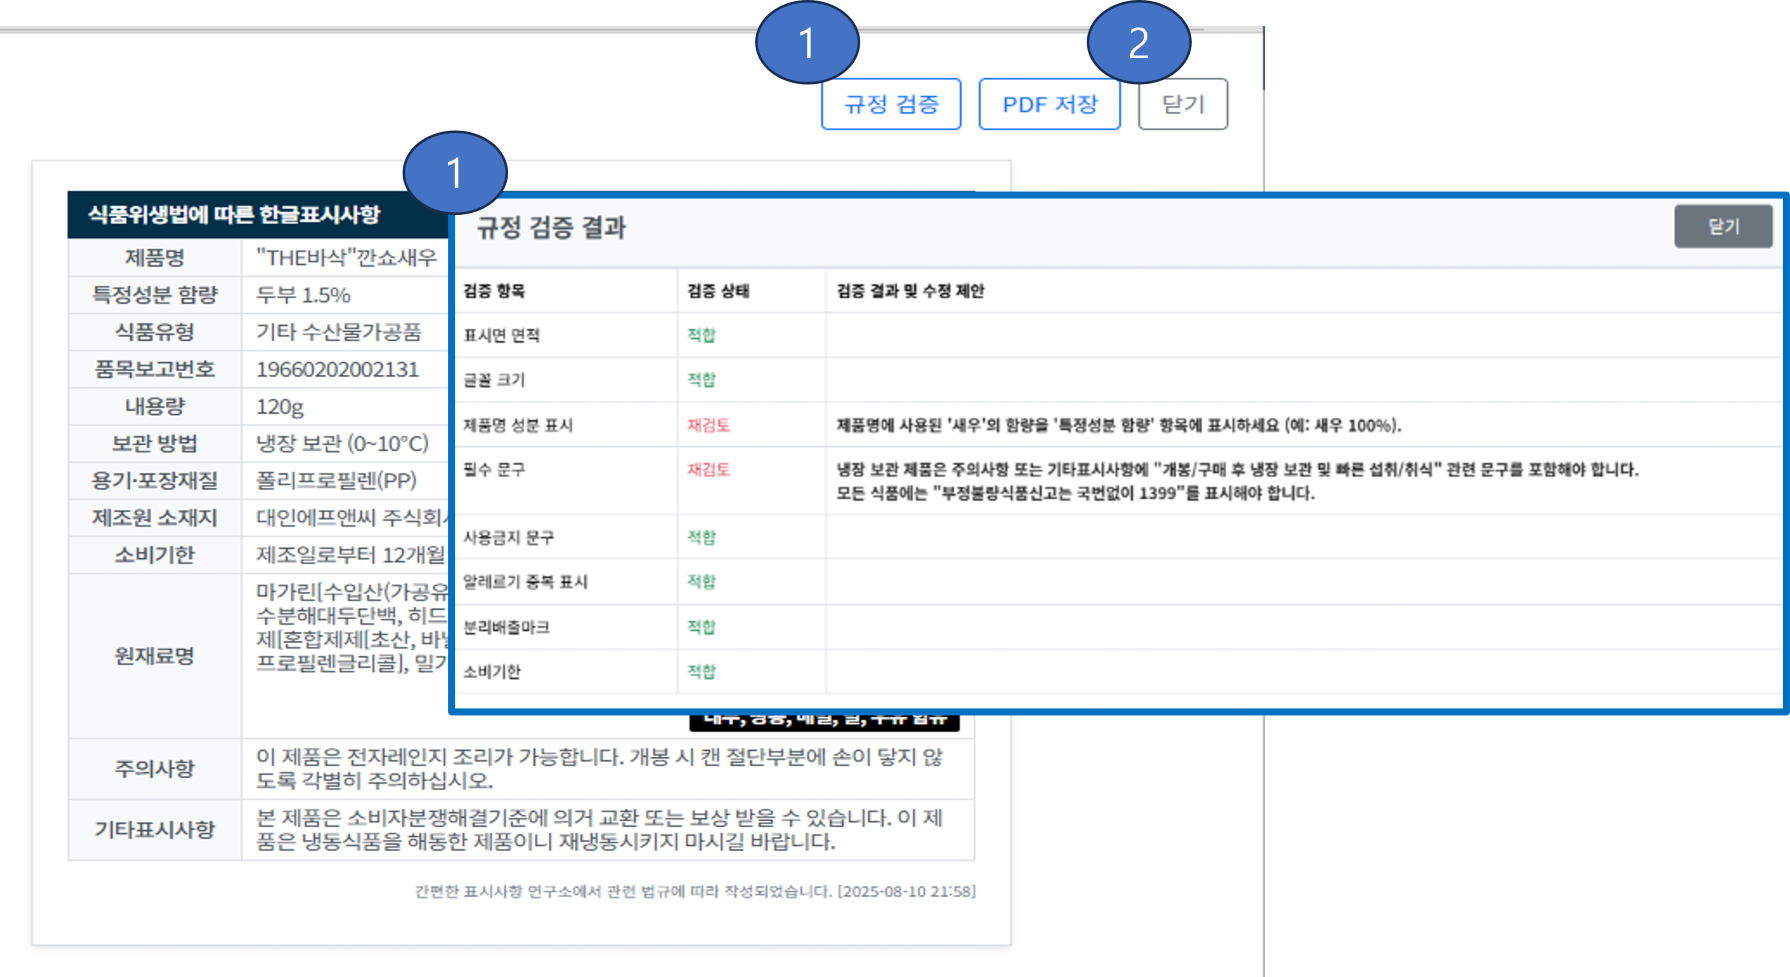 1
2
규정 검증
PDF 저장
닫기
1
식품위생법에 따른 한글표시사항
제품명
"THE바삭"깐쇼새우
특정성분 함량
두부 1.5%
식품유형
기타 수산물가공품
품목보고번호
19660202002131
내용량
120g
보관 방법
냉장 보관 (0~10°C)
용기·포장재질
폴리프로필렌(PP)
제조원 소재지
대인에프앤씨 주식회
소비기한
제조일로부터 12개월
원재료명
마가린[수입산(가공유
수분해대두단백, 히드
제[혼합제제[초산, 바
프로필렌글리콜], 밀가
주의사항
이 제품은 전자레인지 조리가 가능합니다. 개봉 시 캔 절단부분에 손이 닿지 않
도록 각별히 주의하십시오.
기타표시사항
본 제품은 소비자분쟁해결기준에 의거 교환 또는 보상 받을 수 있습니다. 이 제
품은 냉동식품을 해동한 제품이니 재냉동시키지 마시길 바랍니다.
간편한 표시사항 연구소에서 관련 법규에 따라 작성되었습니다. [2025-08-10 21:58]
규정 검증 결과
닫기
검증 항목
검증 상태
검증 결과 및 수정 제안
표시면 면적
적합
글꼴 크기
적합
제품명 성분 표시
재검토
제품명에 사용된 '새우'의 함량을 '특정성분 함량' 항목에 표시하세요 (예: 새우 100%).
필수 문구
재검토
냉장 보관 제품은 주의사항 또는 기타표시사항에 "개봉/구매 후 냉장 보관 및 빠른 섭취/취식" 관련 문구를 포함해야 합니다.
모든 식품에는 "부정불량식품신고는 국번없이 1399"를 표시해야 합니다.
사용금지 문구
적합
알레르기 중복 표시
적합
분리배출마크
적합
소비기한
적합